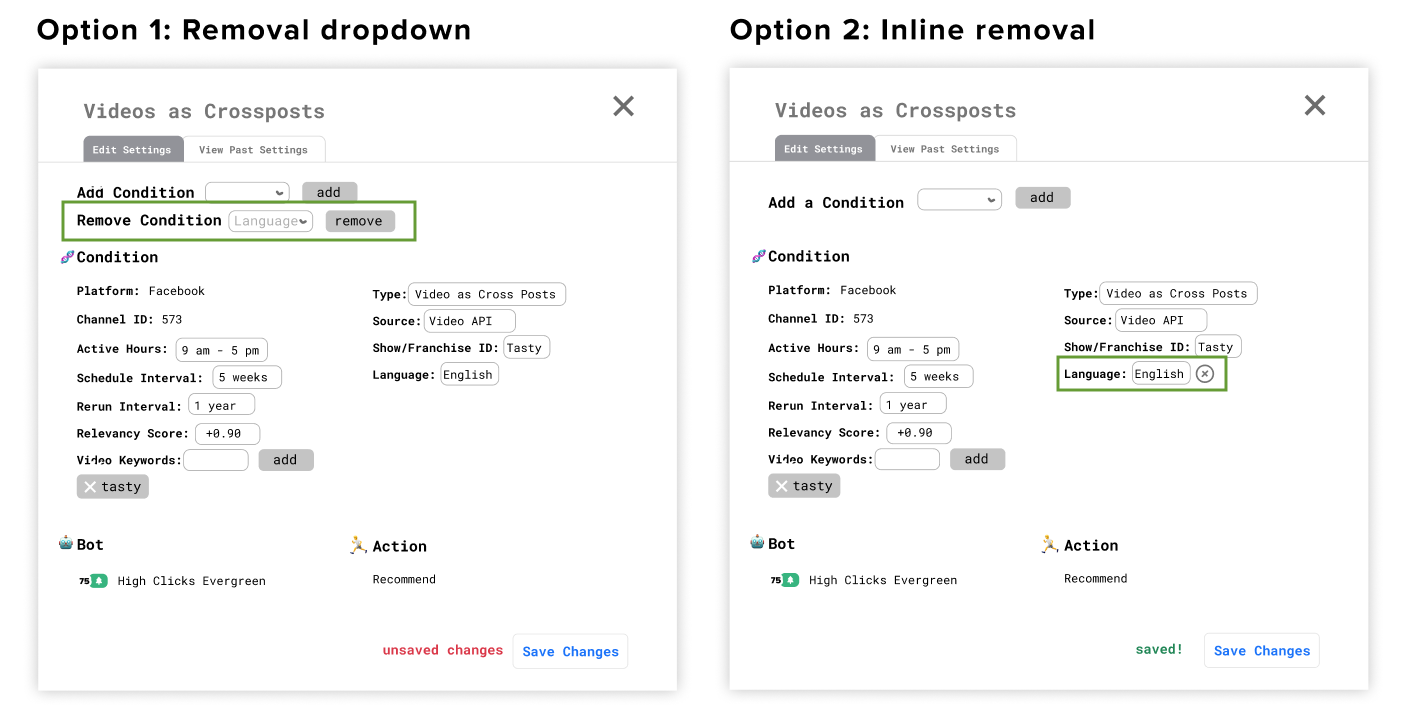 Option 1: Removal dropdown
Videos as Crossposts
Edit Settings View Past Settings
Add Condition add
Remove Condition Language remove
Condition
Platform: Facebook
Channel ID: 573
Active Hours: 9 am - 5 pm
Schedule Interval: 5 weeks
Rerun Interval: 1 year
Relevancy Score: +0.90
Video Keywords: add
tasty
Type: Video as Cross Posts
Source: Video API
Show/Franchise ID: Tasty
Language: English
Bot
75 High Clicks Evergreen
Action
Recommend
unsaved changes Save Changes
Option 2: Inline removal
Videos as Crossposts
Edit Settings View Past Settings
Add a Condition add
Condition
Platform: Facebook
Channel ID: 573
Active Hours: 9 am - 5 pm
Schedule Interval: 5 weeks
Rerun Interval: 1 year
Relevancy Score: +0.90
Video Keywords: add
tasty
Type: Video as Cross Posts
Source: Video API
Show/Franchise ID: Tasty
Language: English
Bot
75 High Clicks Evergreen
Action
Recommend
saved! Save Changes